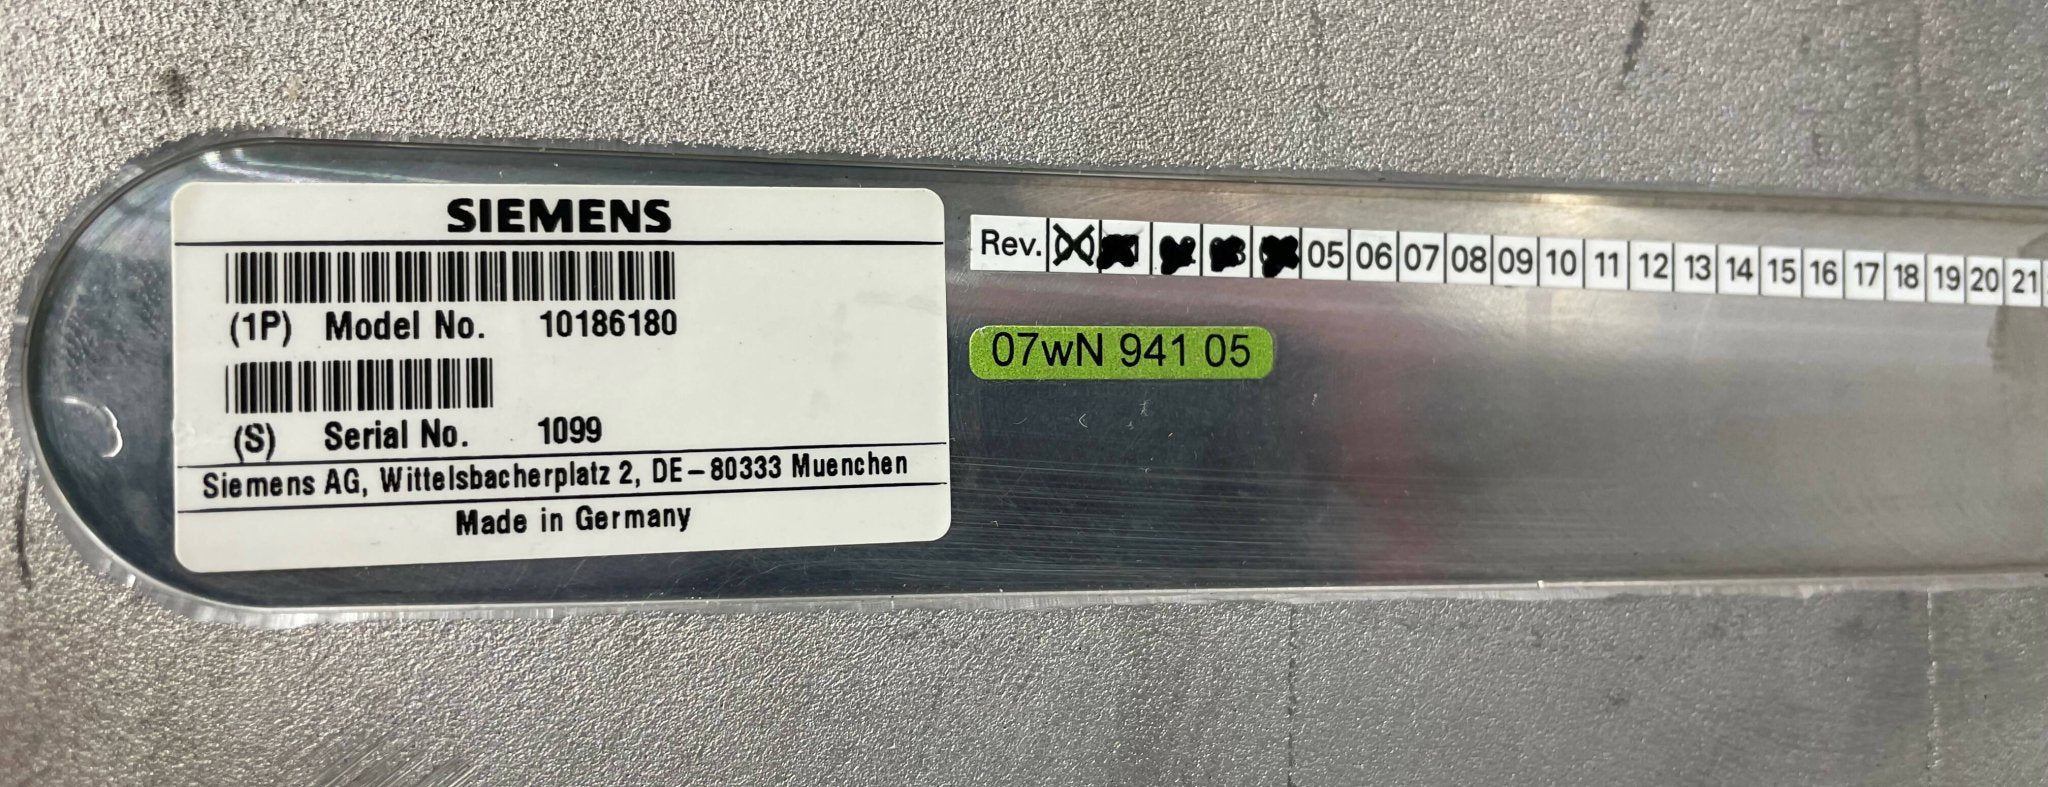 SIEMENS
(1P) Model No. 10186180
(S) Serial No. 1099
Siemens AG, Wittelsbacherplatz 2, DE-80333 Muenchen
Made in Germany
Rev. 05 06 07 08 09 10 11 12 13 14 15 16 17 18 19 20 21
07wN 941 05